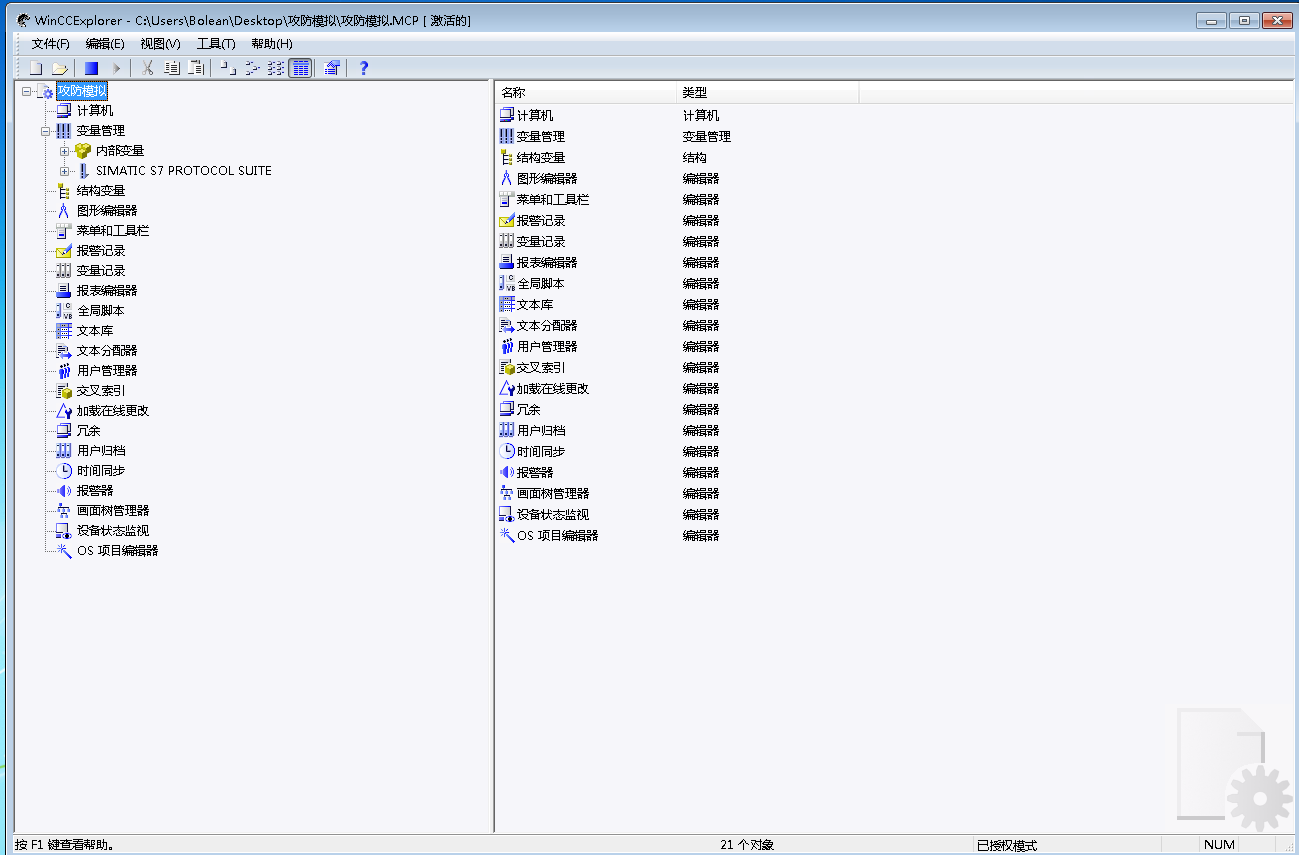 WinCCExplorer - C:\Users\Bolean\Desktop\攻防模拟\攻防模拟.MCP [ 激活的]
文件(F) 编辑(E) 视图(V) 工具(T) 帮助(H)
攻防模拟
计算机
变量管理
内部变量
SIMATIC S7 PROTOCOL SUITE
结构变量
图形编辑器
菜单和工具栏
报警记录
变量记录
报表编辑器
全局脚本
文本库
文本分配器
用户管理器
交叉索引
加载在线更改
冗余
用户归档
时间同步
报警器
画面树管理器
设备状态监视
OS 项目编辑器
名称 类型
计算机 计算机
变量管理 变量管理
结构变量 结构
图形编辑器 编辑器
菜单和工具栏 编辑器
报警记录 编辑器
变量记录 编辑器
报表编辑器 编辑器
全局脚本 编辑器
文本库 编辑器
文本分配器 编辑器
用户管理器 编辑器
交叉索引 编辑器
加载在线更改 编辑器
冗余 编辑器
用户归档 编辑器
时间同步 编辑器
报警器 编辑器
画面树管理器 编辑器
设备状态监视 编辑器
OS 项目编辑器 编辑器
按 F1 键查看帮助。 21 个对象 已授权模式 NUM